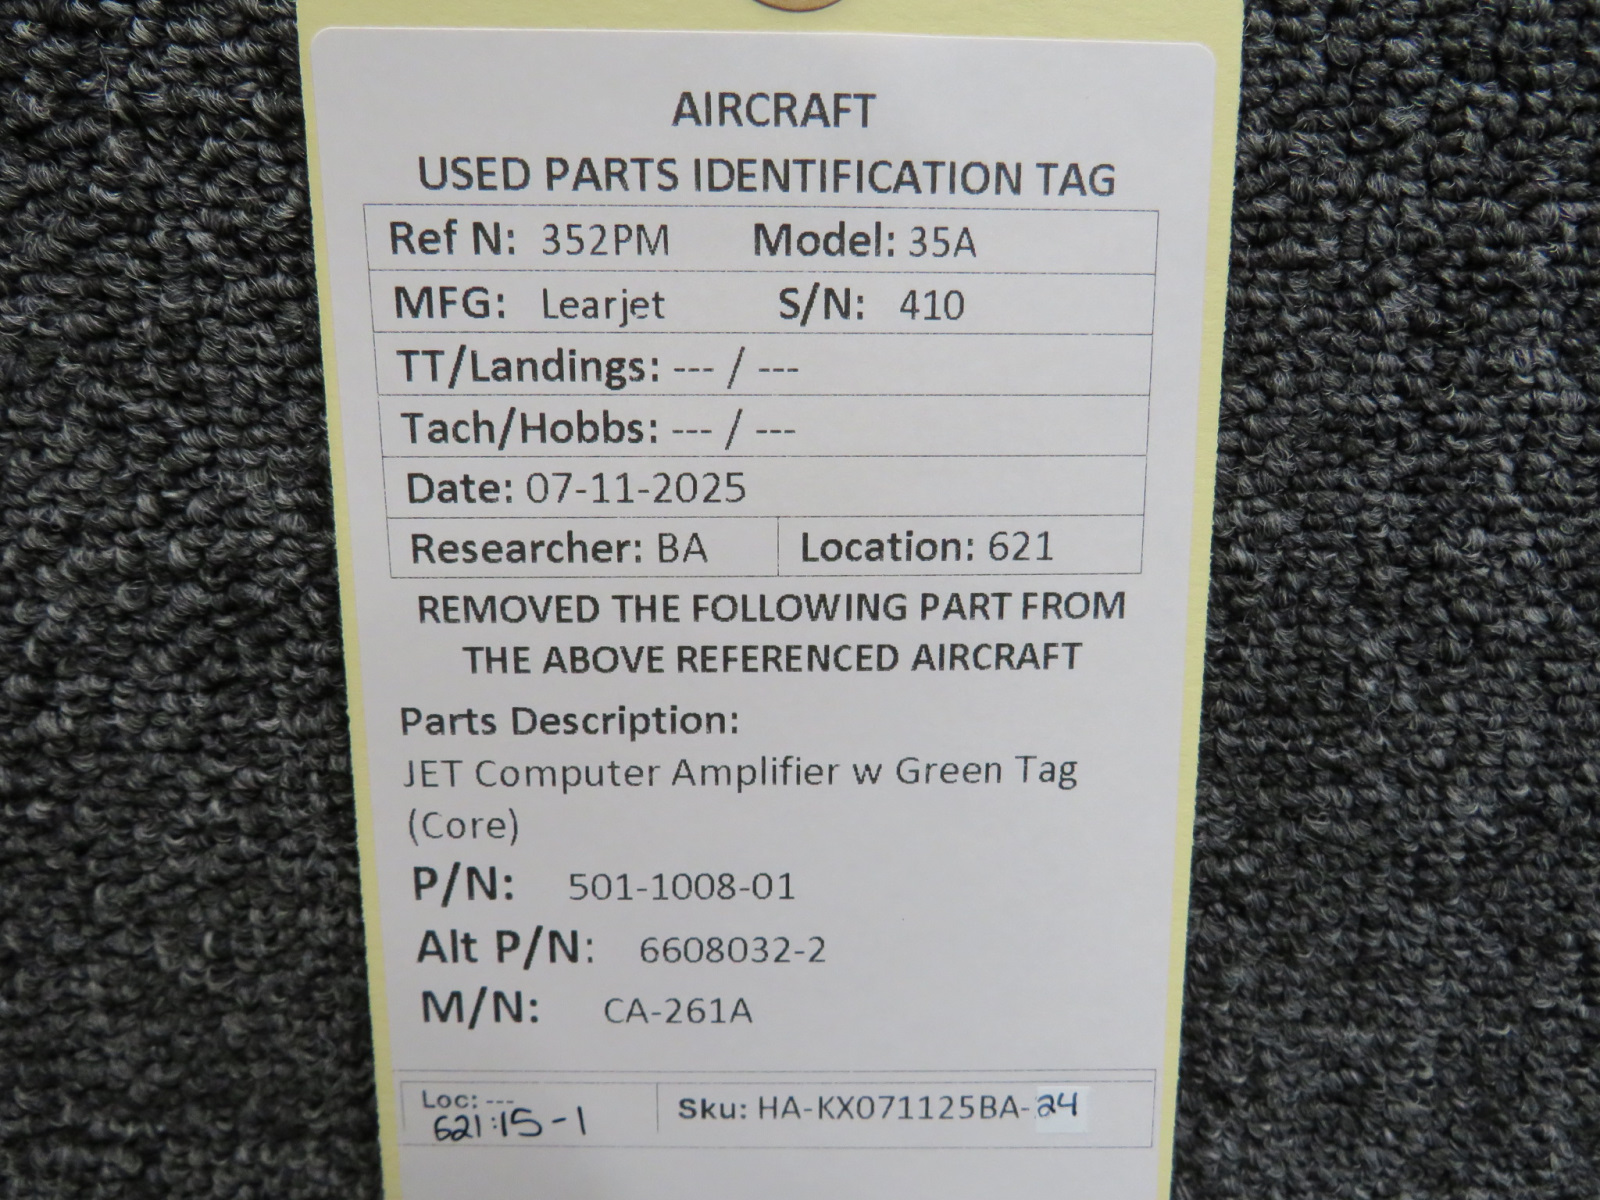 AIRCRAFT
USED PARTS IDENTIFICATION TAG
Ref N: 352PM Model: 35A
MFG: Learjet S/N: 410
TT/Landings: --- / ---
Tach/Hobbs: --- / ---
Date: 07-11-2025
Researcher: BA Location: 621
REMOVED THE FOLLOWING PART FROM
THE ABOVE REFERENCED AIRCRAFT
Parts Description:
JET Computer Amplifier w Green Tag
(Core)
P/N: 501-1008-01
Alt P/N: 6608032-2
M/N: CA-261A
Loc: ---
621:15-1
Sku: HA-KX071125BA-24